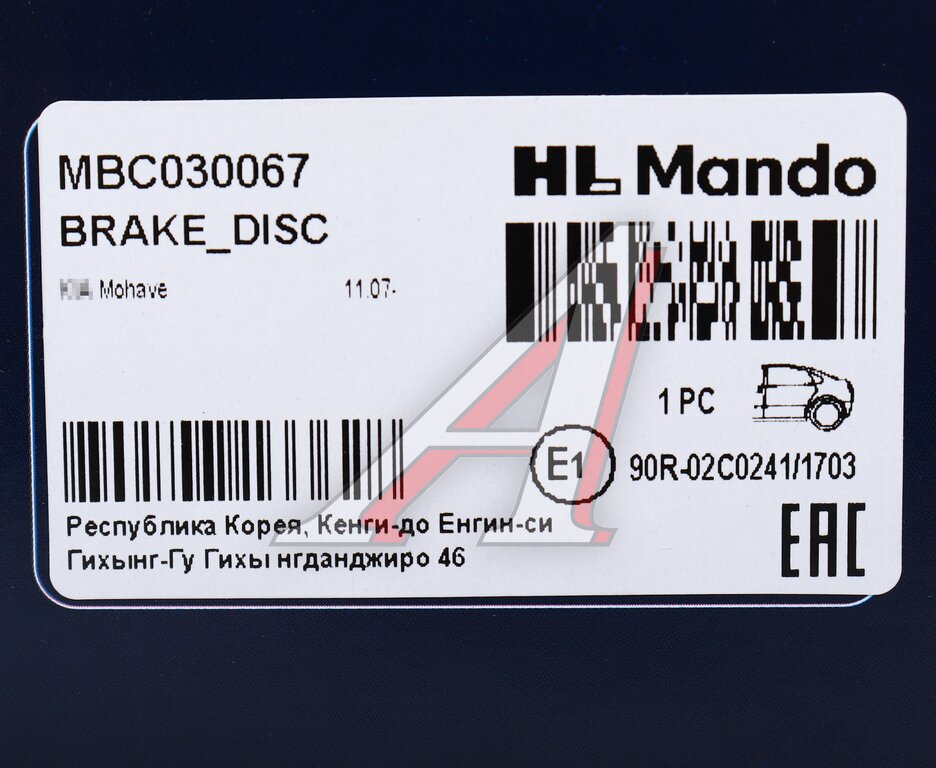 MBC030067
HL Mando
BRAKE_DISC
Mohave 11.07-
1 PC
E1 90R-02C0241/1703
Республика Корея, Кенги-до Енгин-си
Гихынг-Гу Гихы нгданджиро 46
EAC